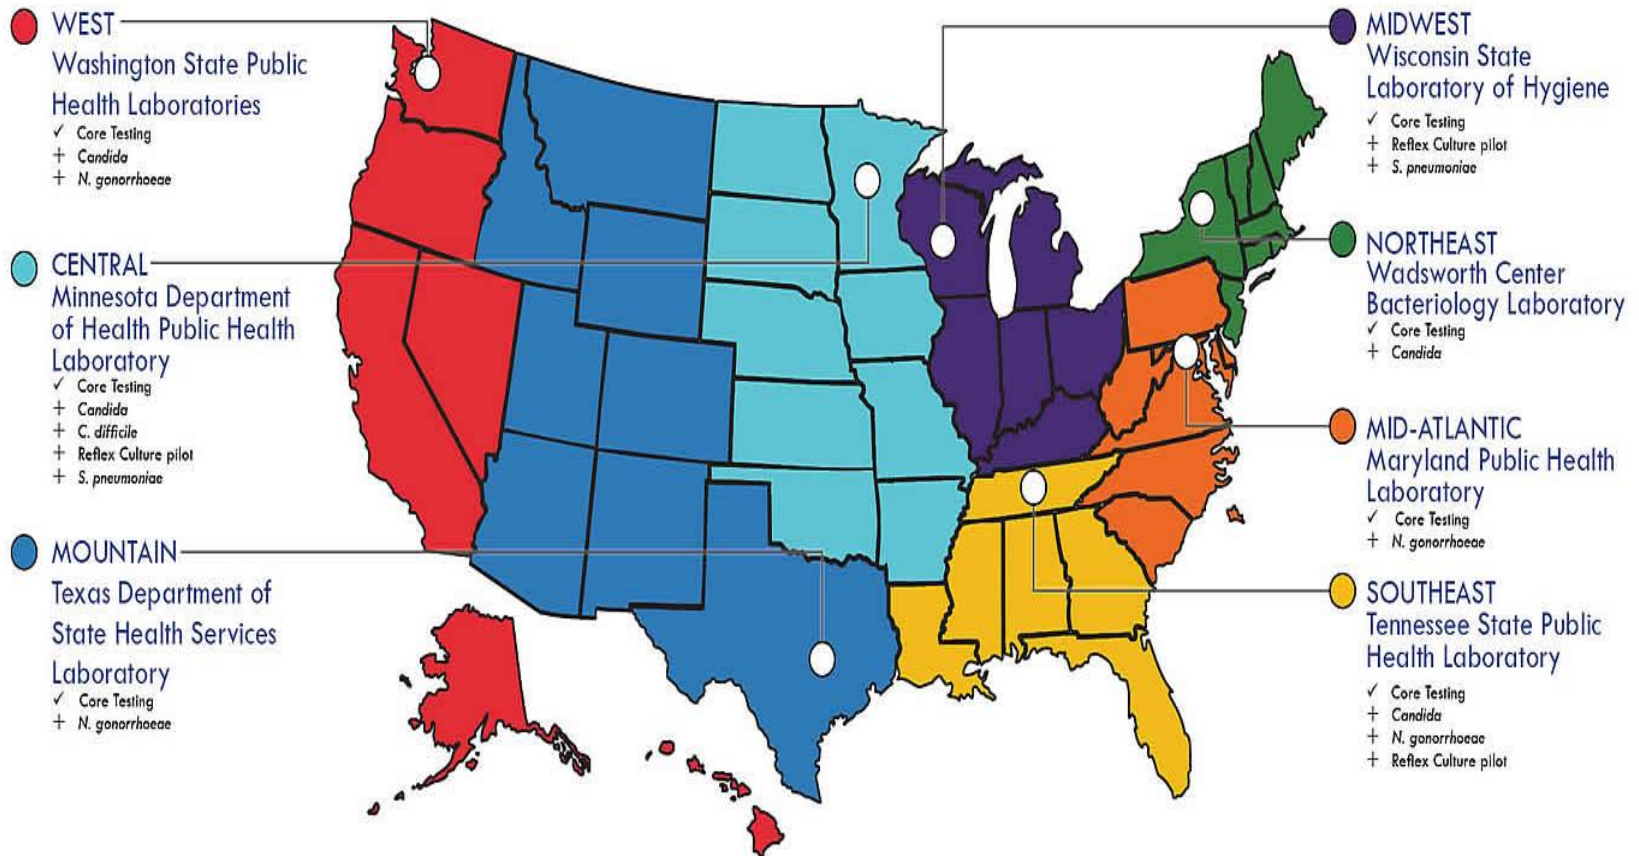 WEST
Washington State Public
Health Laboratories
✓ Core Testing
+ Candida
+ N. gonorrhoeae
CENTRAL
Minnesota Department
of Health Public Health
Laboratory
✓ Core Testing
+ Candida
+ C. difficile
+ Reflex Culture pilot
+ S. pneumoniae
MOUNTAIN
Texas Department of
State Health Services
Laboratory
✓ Core Testing
+ N. gonorrhoeae
MIDWEST
Wisconsin State
Laboratory of Hygiene
✓ Core Testing
+ Reflex Culture pilot
+ S. pneumoniae
NORTHEAST
Wadsworth Center
Bacteriology Laboratory
✓ Core Testing
+ Candida
MID-ATLANTIC
Maryland Public Health
Laboratory
✓ Core Testing
+ N. gonorrhoeae
SOUTHEAST
Tennessee State Public
Health Laboratory
✓ Core Testing
+ Candida
+ N. gonorrhoeae
+ Reflex Culture pilot